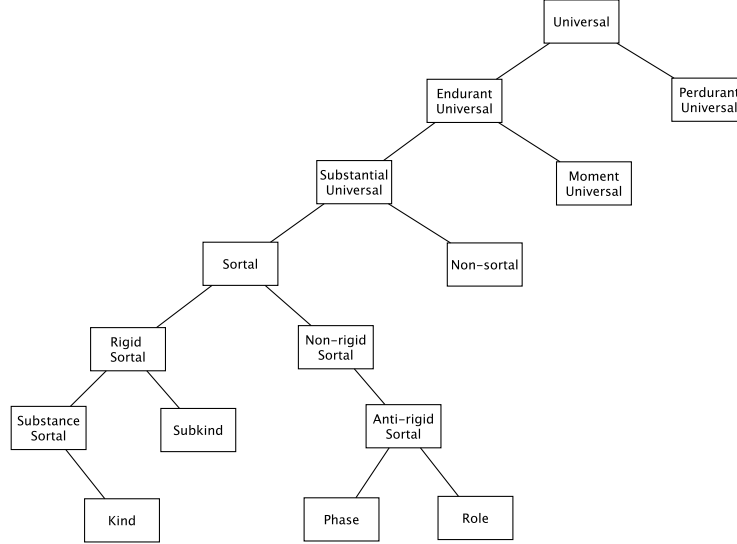 Universal
Endurant
Universal
Perdurant
Universal
Substantial
Universal
Moment
Universal
Sortal
Non-sortal
Rigid
Sortal
Non-rigid
Sortal
Substance
Sortal
Subkind
Anti-rigid
Sortal
Kind
Phase
Role